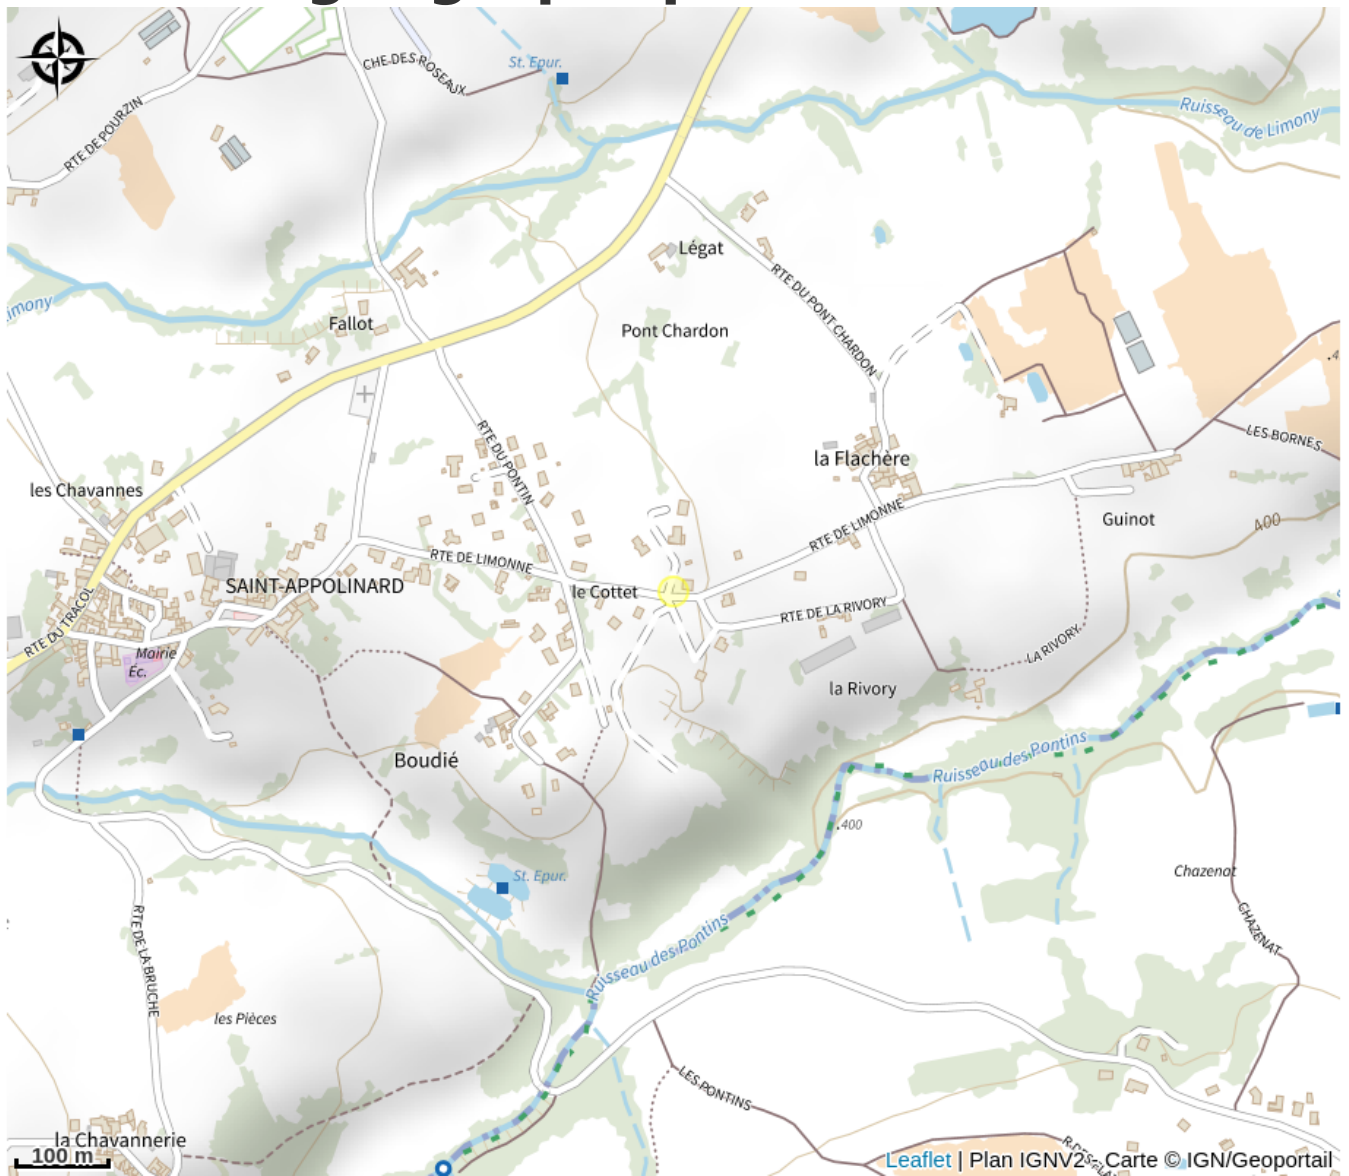 St. Epur.
CHE DES ROSEAUX
RTE DE POURZIN
Ruisseau de Limony
Légat
RTE DU PONT CHARDON
Limony
Fallot
Pont Chardon
LES BORNES
RTE DU PONTIN
la Flachère
les Chavannes
RTE DE LIMONNE
Guinot
400
RTE DE LIMONNE
SAINT-APPOLINARD
le Cottet
RTE DE LA RIVORY
RTE DU TRACOL
Mairie
Éc.
LA RIVORY
la Rivory
Boudié
Ruisseau des Pontins
400
Chazenat
St. Epur.
CHAZENAT
RTE DE LA BRUCHE
Ruisseau des Pontins
les Pièces
LES PONTINS
la Chavannerie
100 m
Leaflet | Plan IGNV2 - Carte © IGN/Geoportail